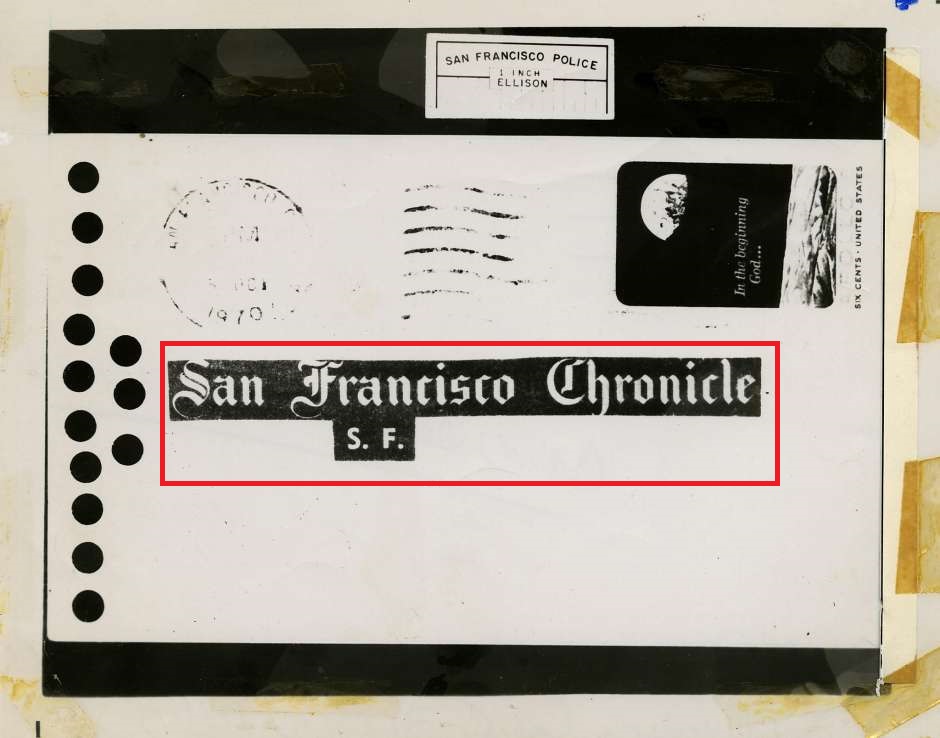 SAN FRANCISCO POLICE
1 INCH
ELLISON
1970
In the beginning
God...
SIX CENTS · UNITED STATES
San Francisco Chronicle
S. F.